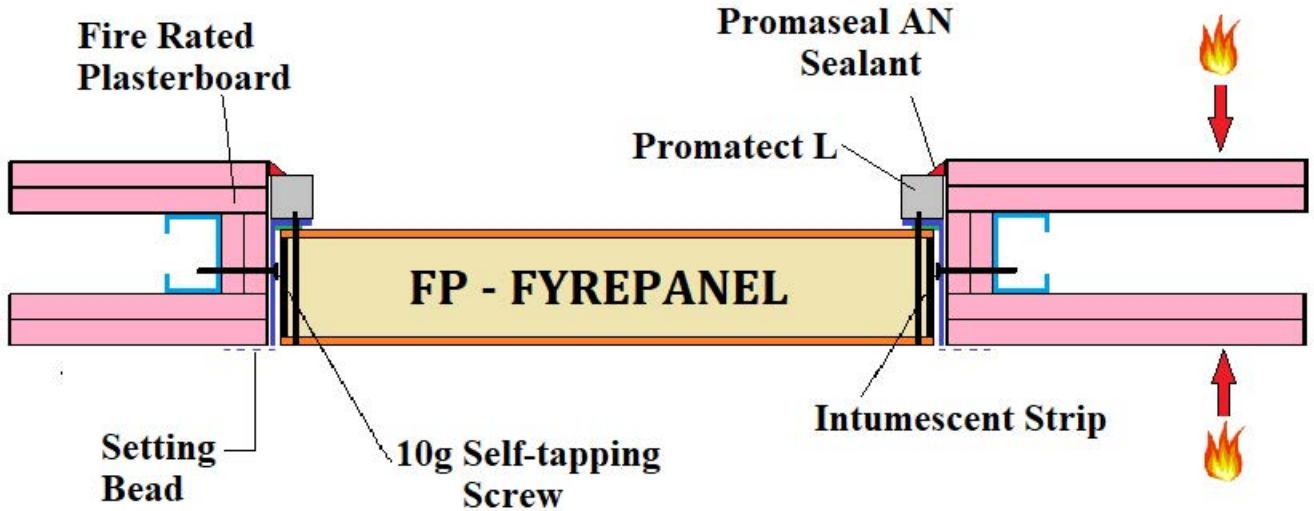 Fire Rated
Plasterboard
Promaseal AN
Sealant
Promatect L
FP - FYREPANEL
Setting
Bead
10g Self-tapping
Screw
Intumescent Strip